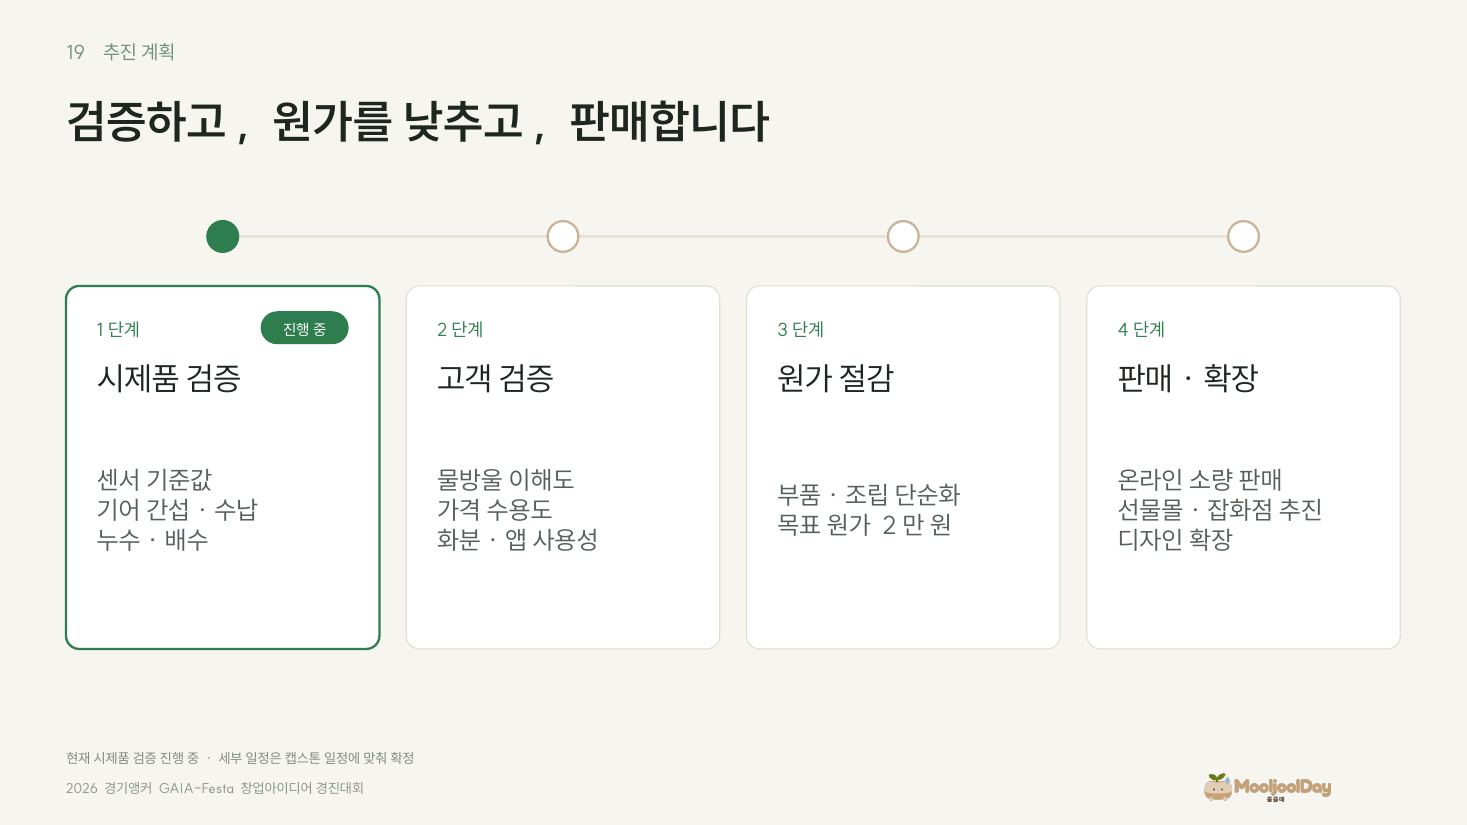 19 추진 계획
검증하고 , 원가를 낮추고 , 판매합니다
1 단계
진행 중
시제품 검증
센서 기준값
기어 간섭 · 수납
누수 · 배수
2 단계
고객 검증
물방울 이해도
가격 수용도
화분 · 앱 사용성
3 단계
원가 절감
부품 · 조립 단순화
목표 원가 2 만 원
4 단계
판매 · 확장
온라인 소량 판매
선물몰 · 잡화점 추진
디자인 확장
현재 시제품 검증 진행 중 · 세부 일정은 캡스톤 일정에 맞춰 확정
2026 경기앵커 GAIA-Festa 창업아이디어 경진대회
MooljoolDay